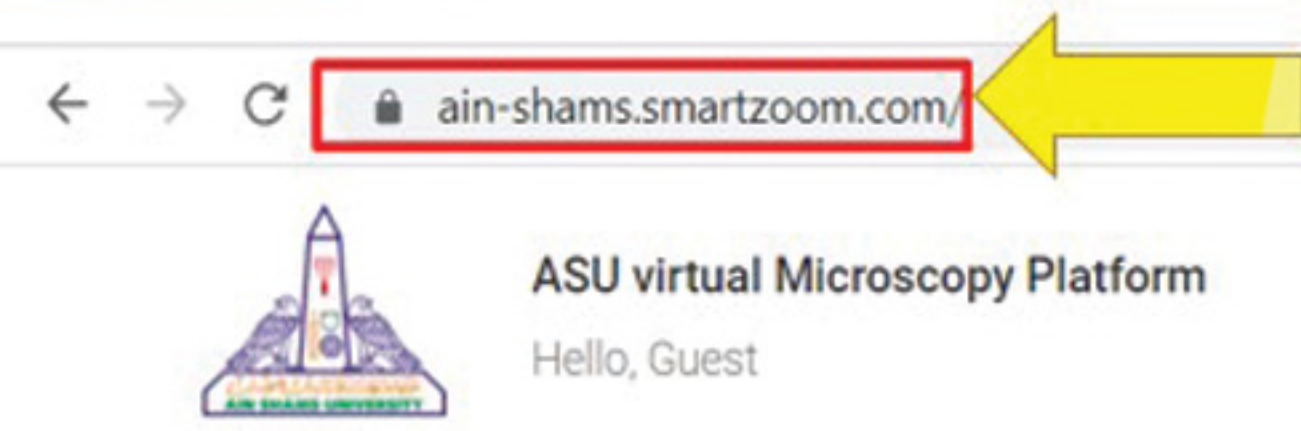 ain-shams.smartzoom.com/
ASU virtual Microscopy Platform
Hello, Guest
AIN SHAMS UNIVERSITY